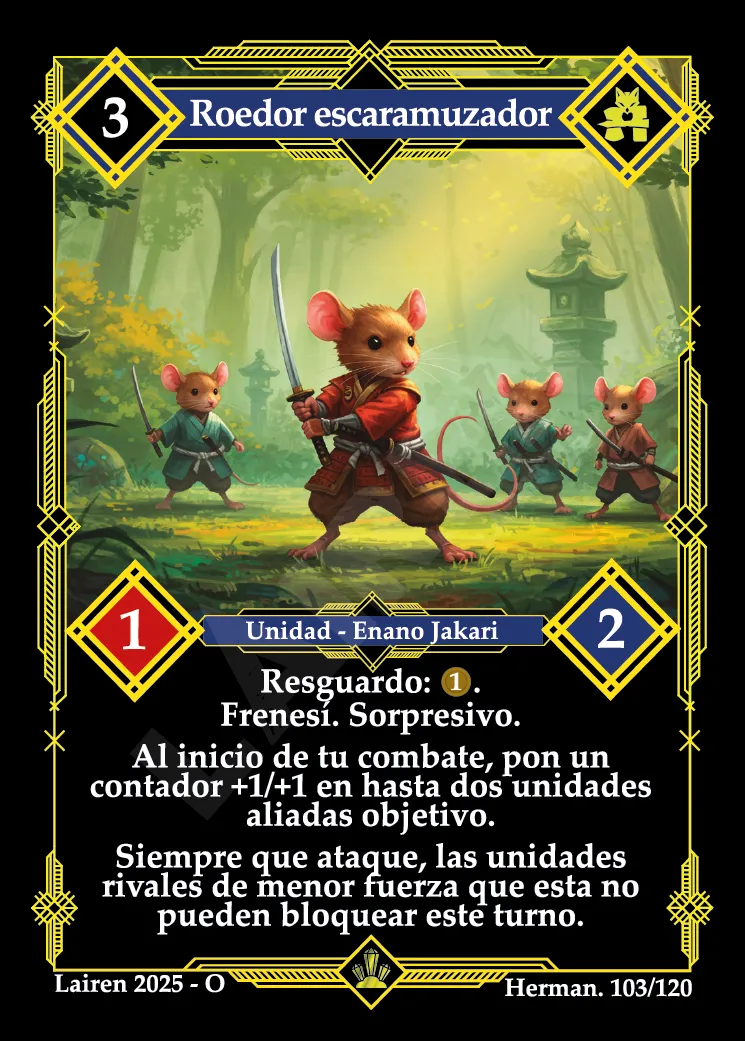 3
Roedor escaramuzador
1
Unidad - Enano Jakari
2
Resguardo: 1.
Frenesí. Sorpresivo.
Al inicio de tu combate, pon un
contador +1/+1 en hasta dos unidades
aliadas objetivo.
Siempre que ataque, las unidades
rivales de menor fuerza que esta no
pueden bloquear este turno.
Lairen 2025 - O
Herman. 103/120